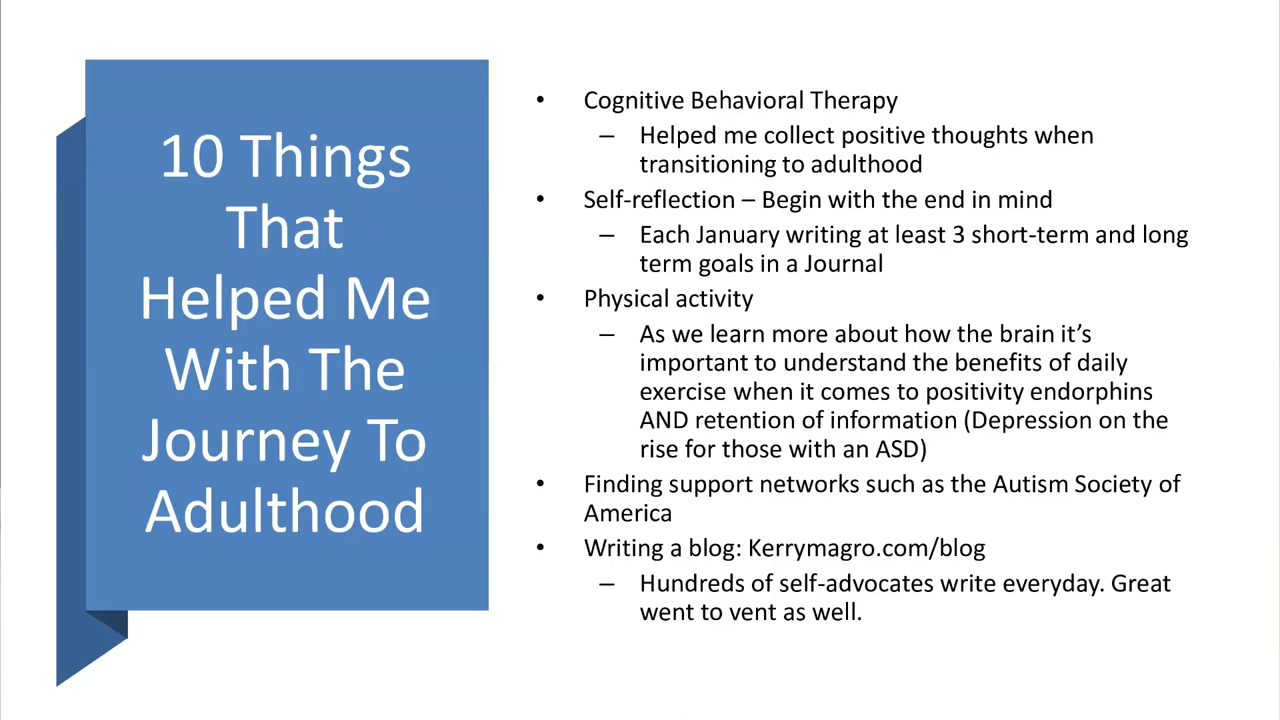 10 Things
That
Helped Me
With The
Journey To
Adulthood
• Cognitive Behavioral Therapy
– Helped me collect positive thoughts when
transitioning to adulthood
• Self-reflection – Begin with the end in mind
– Each January writing at least 3 short-term and long
term goals in a Journal
• Physical activity
– As we learn more about how the brain it’s
important to understand the benefits of daily
exercise when it comes to positivity endorphins
AND retention of information (Depression on the
rise for those with an ASD)
• Finding support networks such as the Autism Society of
America
• Writing a blog: Kerrymagro.com/blog
– Hundreds of self-advocates write everyday. Great
went to vent as well.